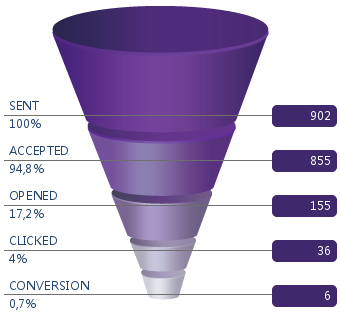 SENT
100%
902
ACCEPTED
94,8%
855
OPENED
17,2%
155
CLICKED
4%
36
CONVERSION
0,7%
6